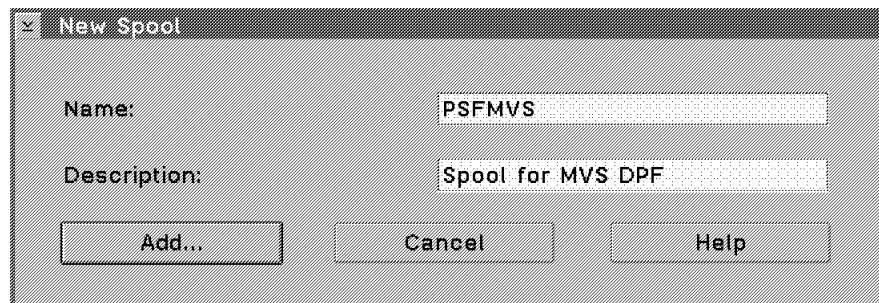 New Spool
Name: PSFMVS
Description: Spool for MVS DPF
Add... Cancel Help